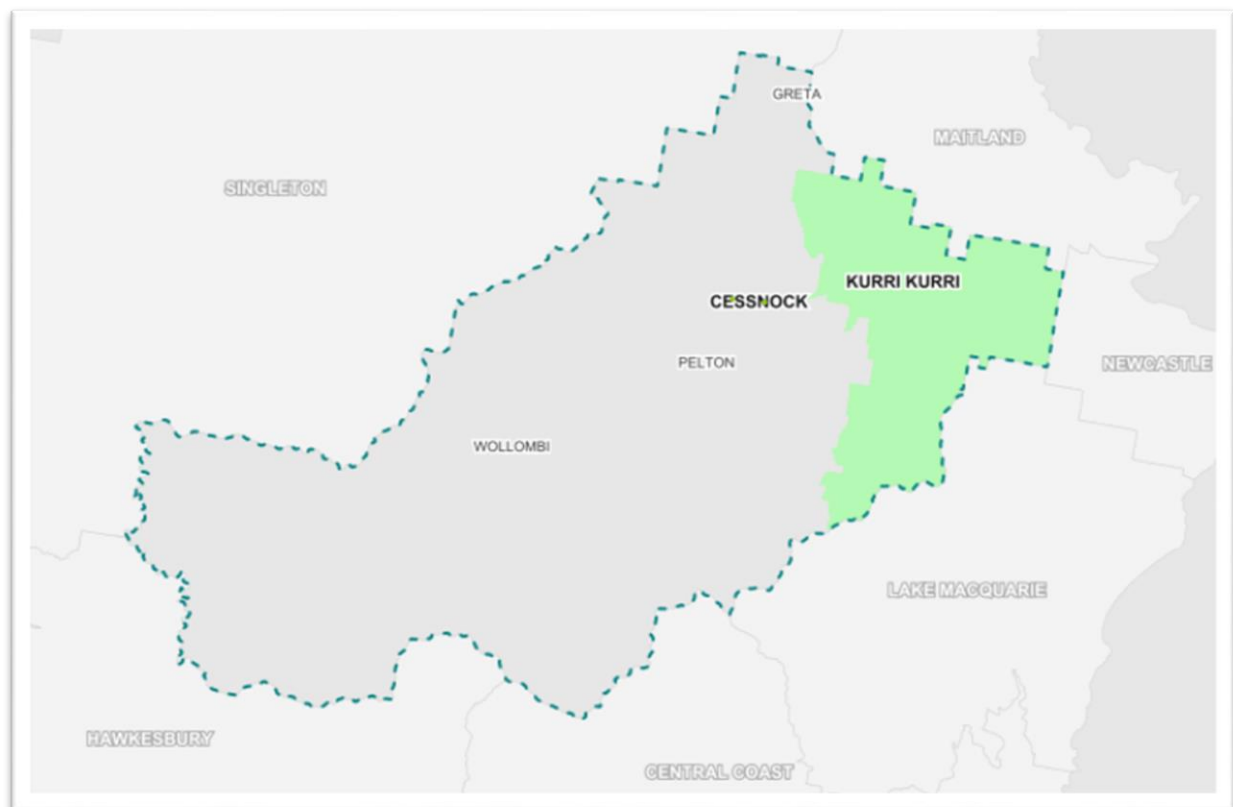 GRETA
MAITLAND
SINGLETON
KURRI KURRI
CESSNOCK
PELTON
NEWCASTLE
WOLLOMBI
LAKE MACQUARIE
HAWKESBURY
CENTRAL COAST